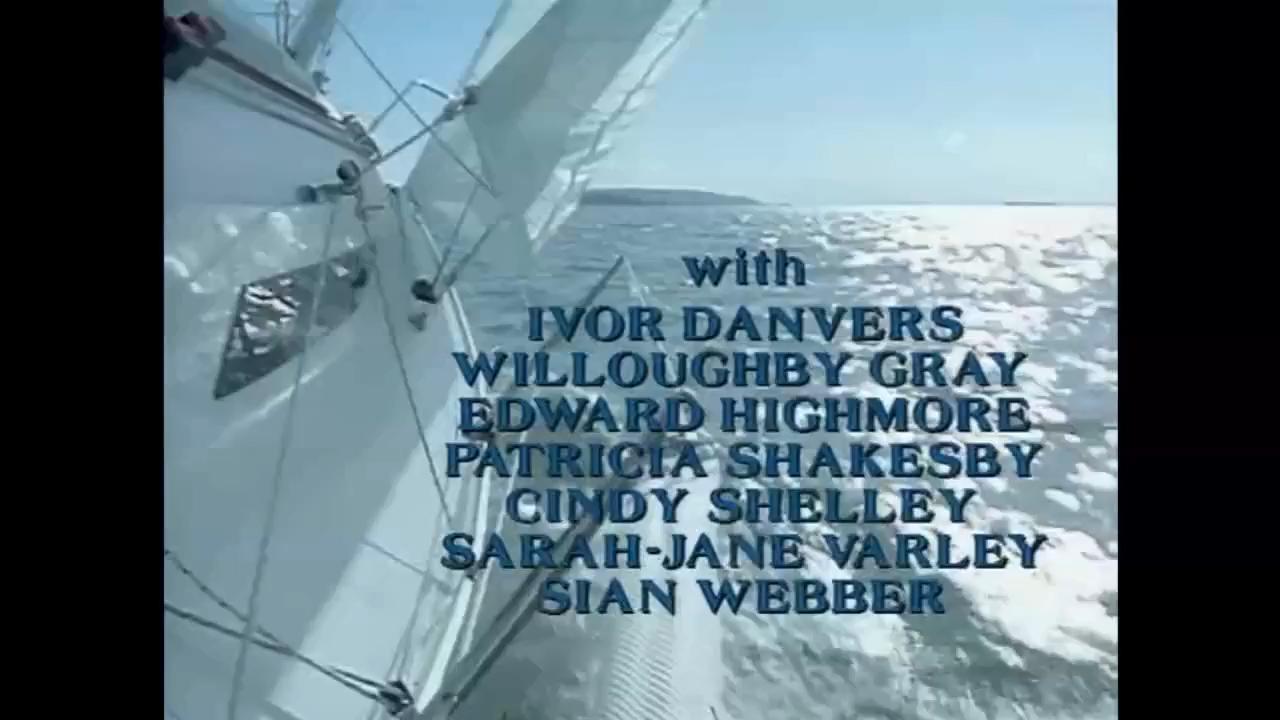 with
IVOR DANVERS
WILLOUGHBY GRAY
EDWARD HIGHMORE
PATRICIA SHAKESBY
CINDY SHELLEY
SARAH-JANE VARLEY
SIAN WEBBER